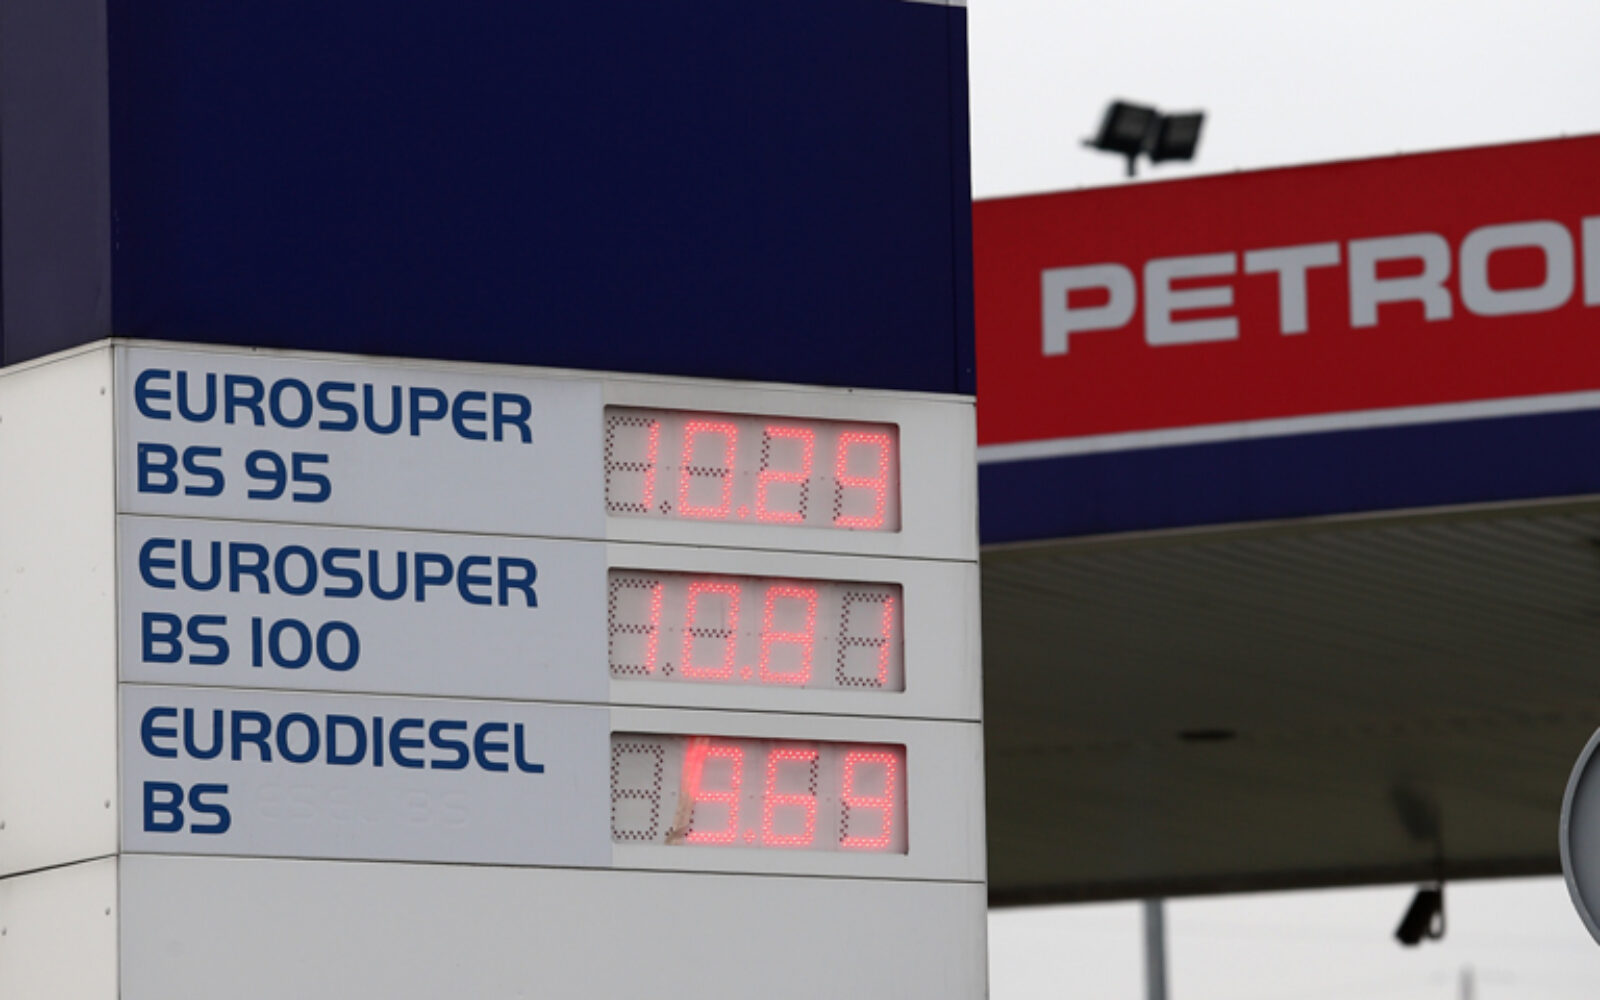 PETRO
EUROSUPER
BS 95
10.29
EUROSUPER
BS 100
10.81
EURODIESEL
BS
9.69